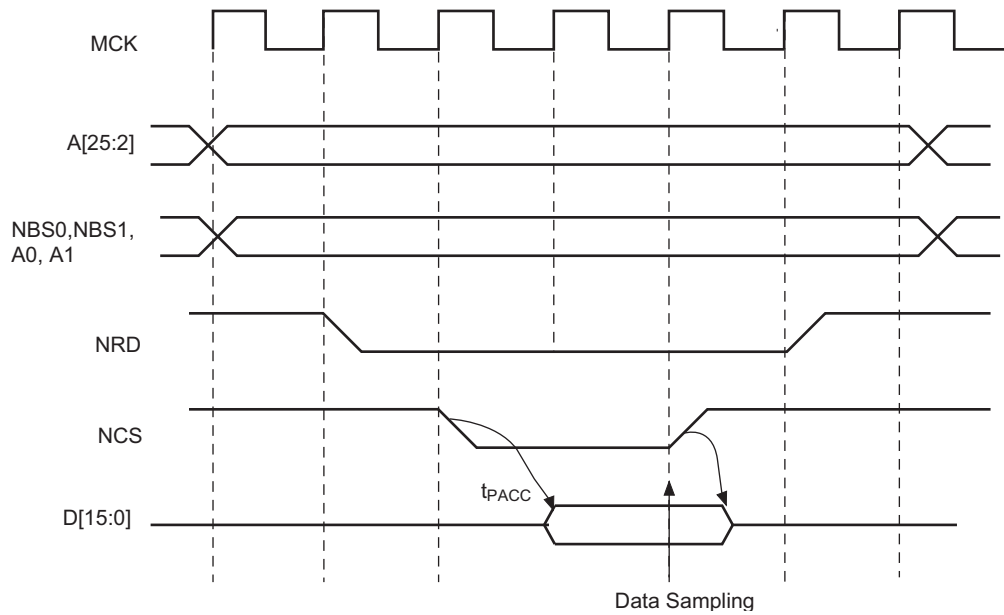 MCK
A[25:2]
NBS0,NBS1,
A0, A1
NRD
NCS
tPACC
D[15:0]
Data Sampling